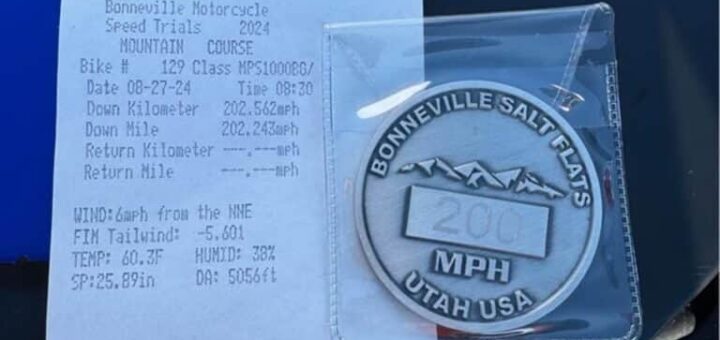 Bonneville Motorcycle
Speed Trials 2024
MOUNTAIN COURSE
Bike # 129 Class MPS1000BG/
Date 08-27-24 Time 08:30
Down Kilometer 202.562mph
Down Mile 202.243mph
Return Kilometer ---.---mph
Return Mile ---.---mph
WIND:6mph from the NNE
FIM Tailwind: -5.601
TEMP: 60.3F HUMID: 38%
SP:25.89in DA: 5056ft
BONNEVILLE SALT FLATS
200
MPH
UTAH USA